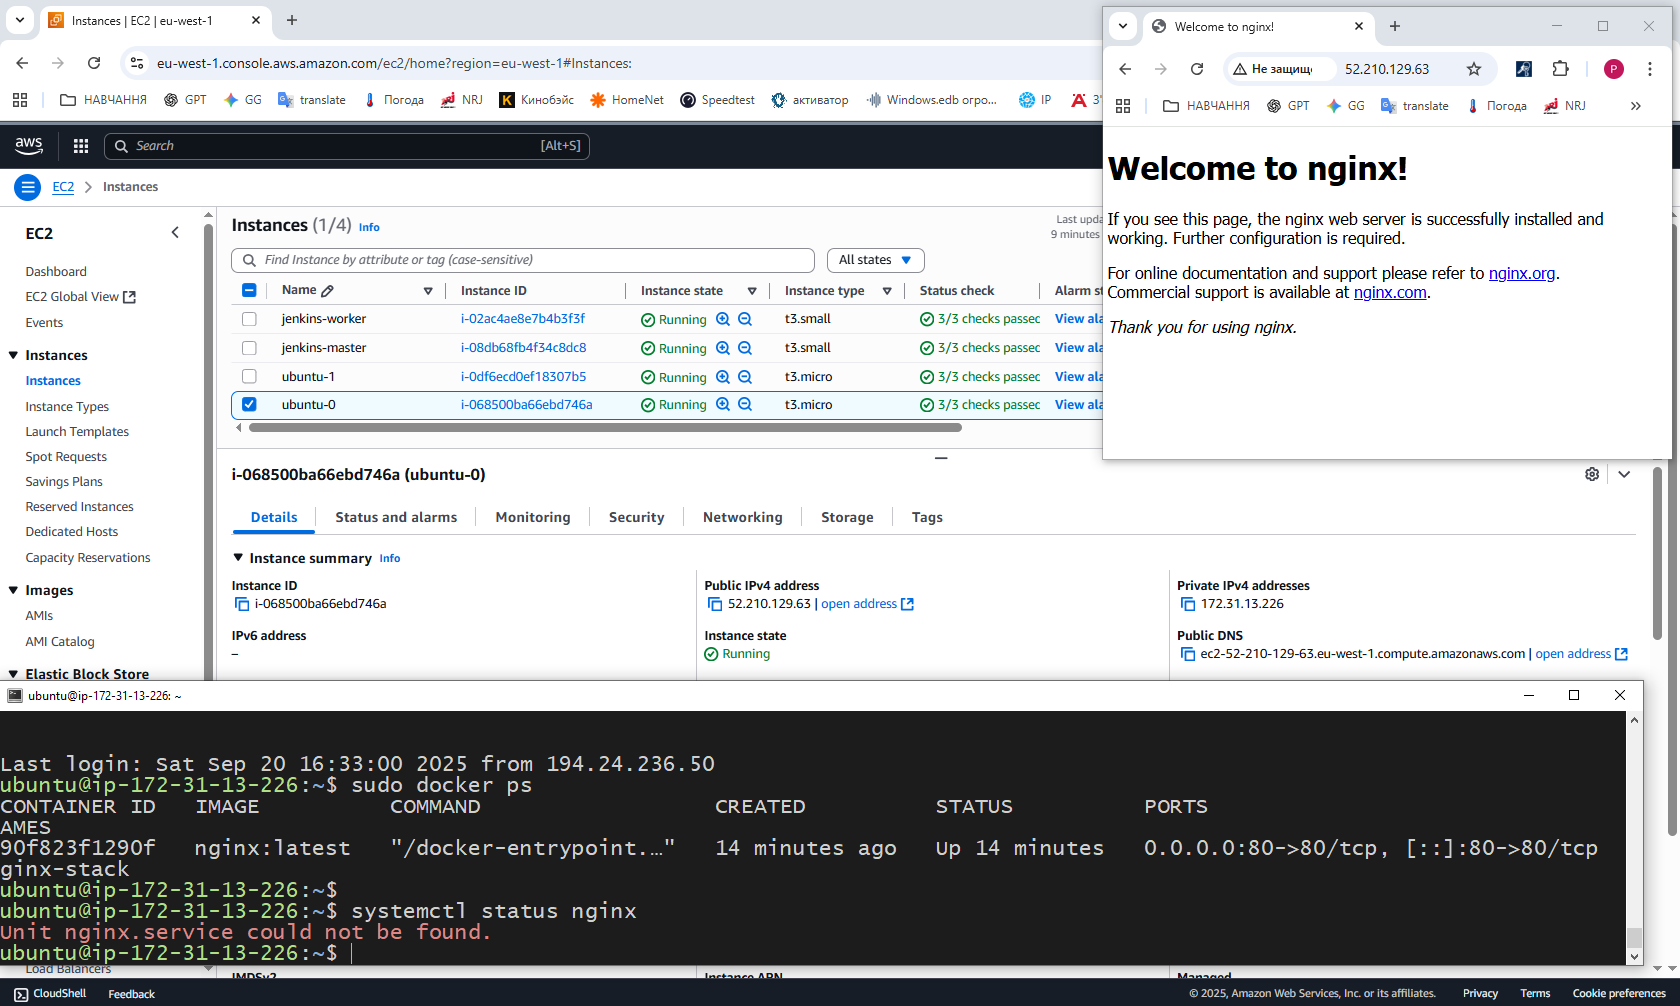 Instances | EC2 | eu-west-1
eu-west-1.console.aws.amazon.com/ec2/home?region=eu-west-1#Instances:
НАВЧАННЯ GPT GG translate Погода NRJ Кинобэйс HomeNet Speedtest активатор Windows.edb огро... IP
aws Search [Alt+S]
EC2 Instances
EC2
Dashboard
EC2 Global View
Events
Instances
Instances
Instance Types
Launch Templates
Spot Requests
Savings Plans
Reserved Instances
Dedicated Hosts
Capacity Reservations
Images
AMIs
AMI Catalog
Elastic Block Store
Load Balancers
Instances (1/4) Info
Last upda
9 minutes
Find Instance by attribute or tag (case-sensitive) All states
Name Instance ID Instance state Instance type Status check Alarm s
jenkins-worker i-02ac4ae8e7b4b3f3f Running t3.small 3/3 checks passed View ala
jenkins-master i-08db68fb4f34c8dc8 Running t3.small 3/3 checks passed View ala
ubuntu-1 i-0df6ecd0ef18307b5 Running t3.micro 3/3 checks passed View ala
ubuntu-0 i-068500ba66ebd746a Running t3.micro 3/3 checks passed View ala
i-068500ba66ebd746a (ubuntu-0)
Details Status and alarms Monitoring Security Networking Storage Tags
Instance summary Info
Instance ID
i-068500ba66ebd746a
Public IPv4 address
52.210.129.63 | open address
Private IPv4 addresses
172.31.13.226
IPv6 address
–
Instance state
Running
Public DNS
ec2-52-210-129-63.eu-west-1.compute.amazonaws.com | open address
IMDSv2 Instance ARN Managed
Welcome to nginx!
Не защищ 52.210.129.63 P
НАВЧАННЯ GPT GG translate Погода NRJ
Welcome to nginx!
If you see this page, the nginx web server is successfully installed and
working. Further configuration is required.
For online documentation and support please refer to nginx.org.
Commercial support is available at nginx.com.
Thank you for using nginx.
ubuntu@ip-172-31-13-226: ~
Last login: Sat Sep 20 16:33:00 2025 from 194.24.236.50
ubuntu@ip-172-31-13-226:~$ sudo docker ps
CONTAINER ID IMAGE COMMAND CREATED STATUS PORTS
AMES
90f823f1290f nginx:latest "/docker-entrypoint.…" 14 minutes ago Up 14 minutes 0.0.0.0:80->80/tcp, [::]:80->80/tcp
ginx-stack
ubuntu@ip-172-31-13-226:~$
ubuntu@ip-172-31-13-226:~$ systemctl status nginx
Unit nginx.service could not be found.
ubuntu@ip-172-31-13-226:~$
CloudShell Feedback © 2025, Amazon Web Services, Inc. or its affiliates. Privacy Terms Cookie preferences